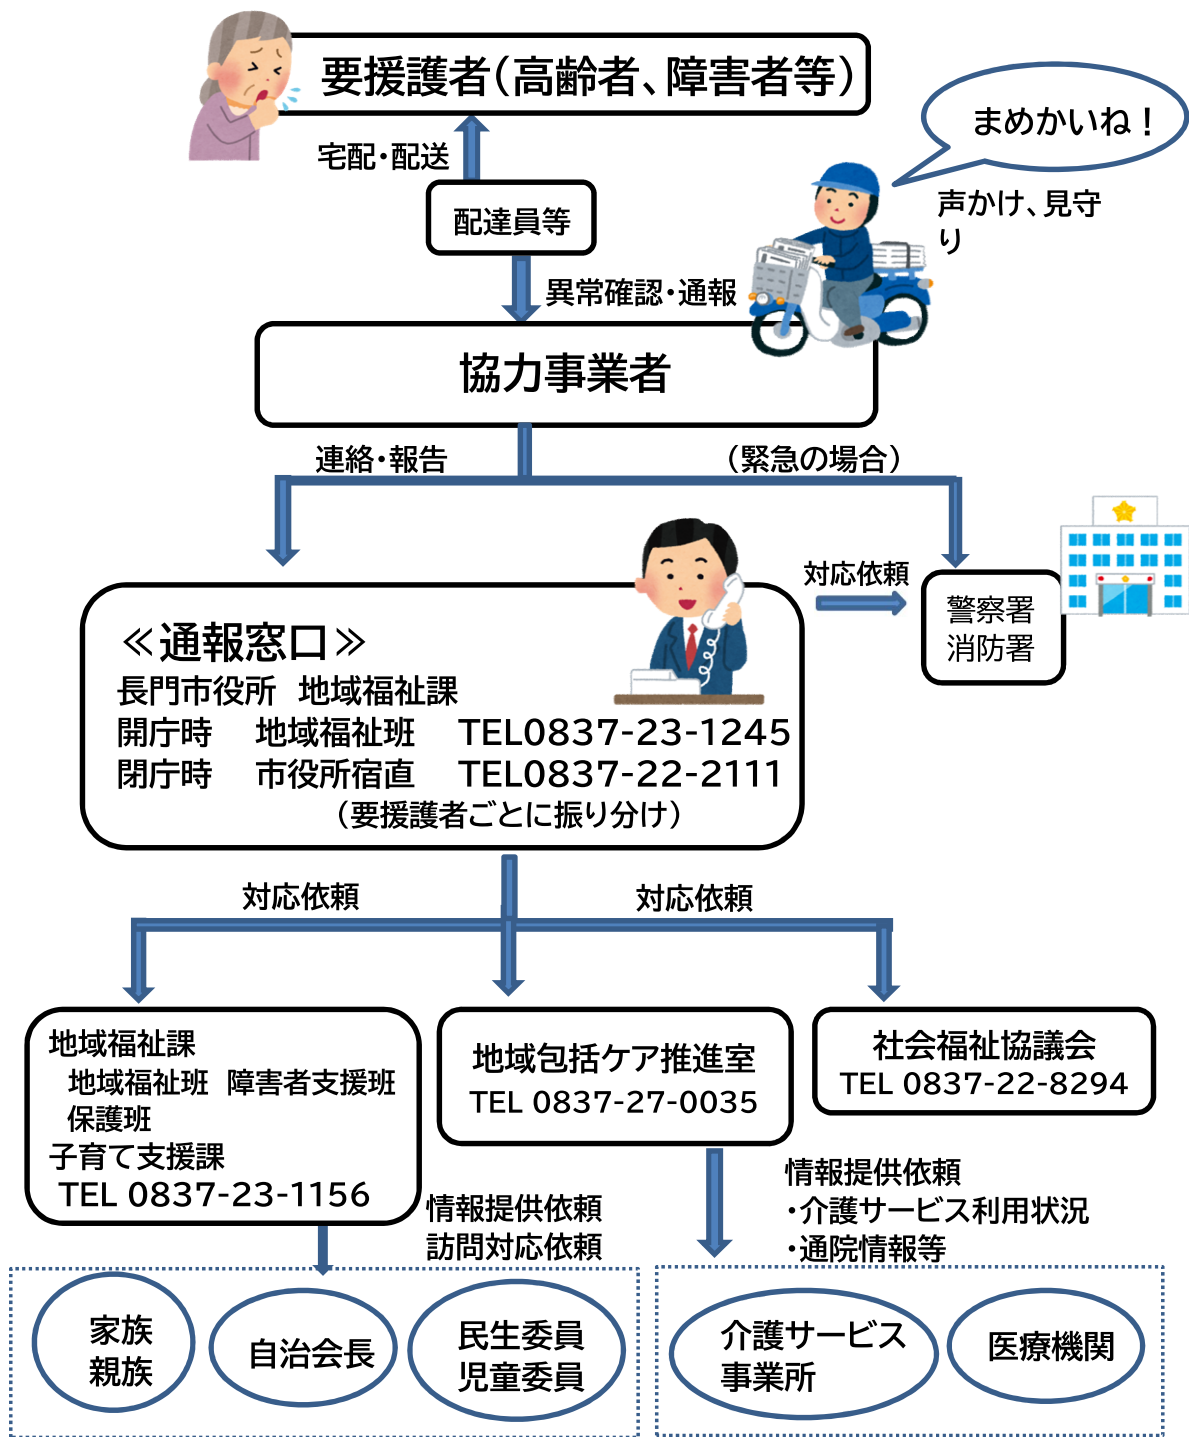 要援護者(高齢者、障害者等)
まめかいね！
宅配・配送
声かけ、見守
り
配達員等
異常確認・通報
協力事業者
連絡・報告
(緊急の場合)
対応依頼
警察署
消防署
≪通報窓口≫
長門市役所 地域福祉課
開庁時 地域福祉班 TEL0837-23-1245
閉庁時 市役所宿直 TEL0837-22-2111
(要援護者ごとに振り分け)
対応依頼
対応依頼
地域福祉課
地域福祉班 障害者支援班
保護班
子育て支援課
TEL 0837-23-1156
地域包括ケア推進室
TEL 0837-27-0035
社会福祉協議会
TEL 0837-22-8294
情報提供依頼
訪問対応依頼
情報提供依頼
・介護サービス利用状況
・通院情報等
家族
親族
自治会長
民生委員
児童委員
介護サービス
事業所
医療機関